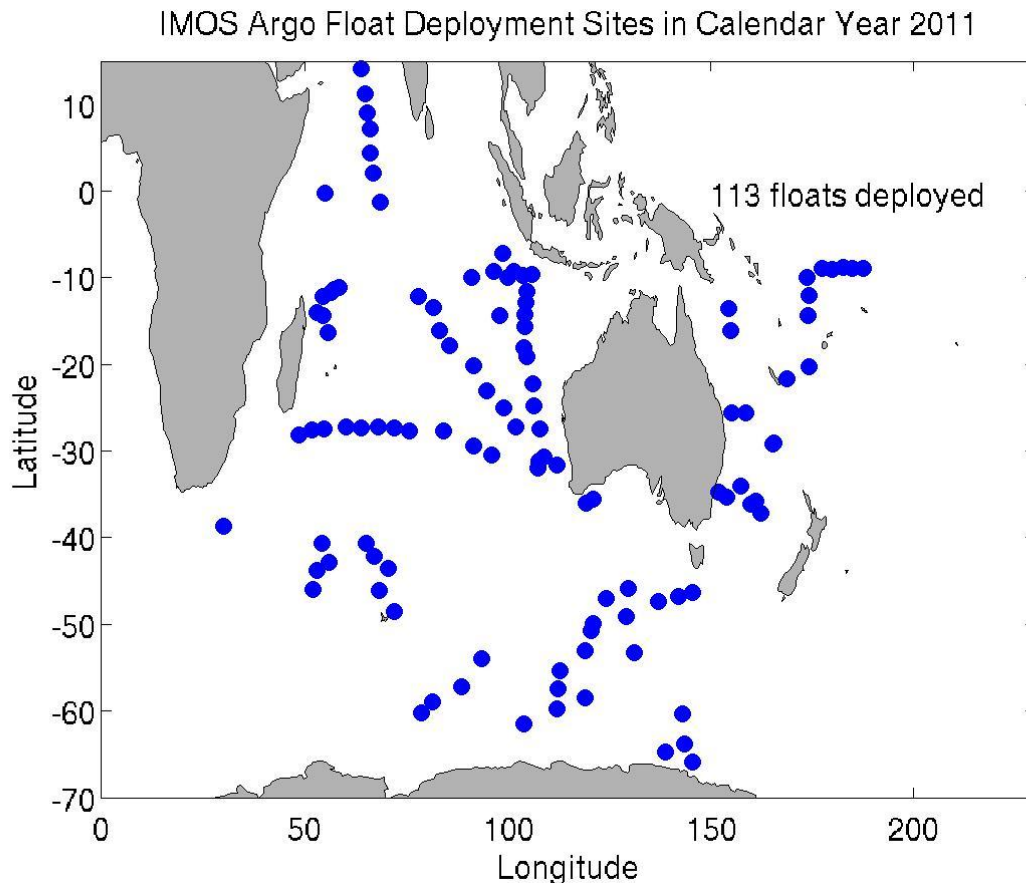 IMOS Argo Float Deployment Sites in Calendar Year 2011
113 floats deployed
Latitude
10
0
-10
-20
-30
-40
-50
-60
-70
0 50 100 150 200
Longitude